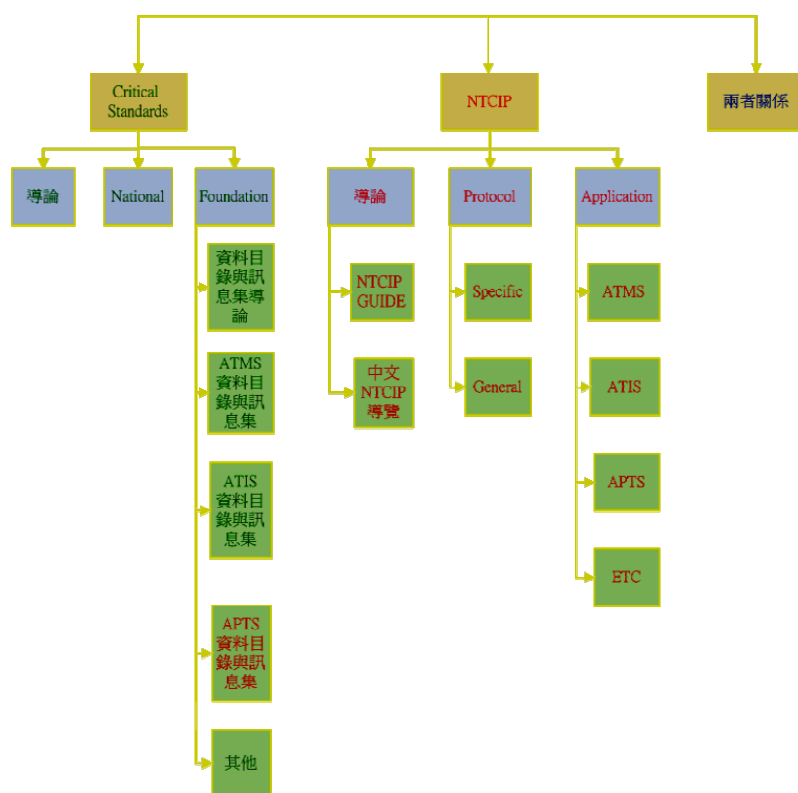 Critical
Standards
NTCIP
兩者關係
導論
National
Foundation
導論
Protocol
Application
資料目
錄與訊
息集導
論
ATMS
資料目
錄與訊
息集
ATIS
資料目
錄與訊
息集
APTS
資料目
錄與訊
息集
其他
NTCIP
GUIDE
中文
NTCIP
導覽
Specific
General
ATMS
ATIS
APTS
ETC